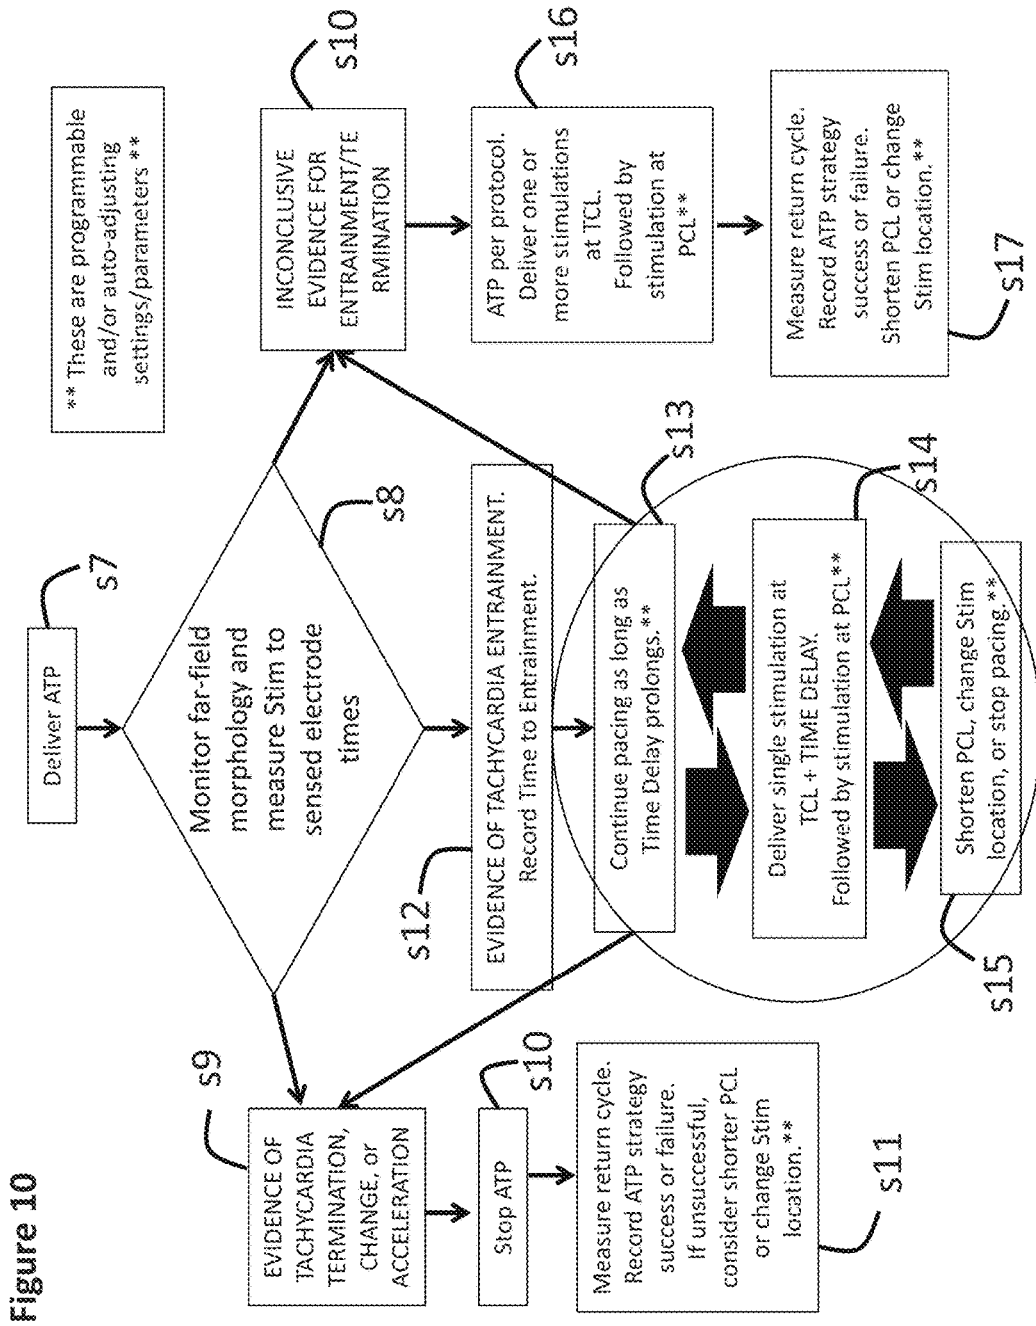 Figure 10
Deliver ATP
s7
** These are programmable
and/or auto-adjusting
settings/parameters **
Monitor far-field
morphology and
measure Stim to
sensed electrode
times
s8
s9
EVIDENCE OF
TACHYCARDIA
TERMINATION,
CHANGE, or
ACCELERATION
s10
Stop ATP
Measure return cycle.
Record ATP strategy
success or failure.
If unsuccessful,
consider shorter PCL
or change Stim
location.**
s11
s12
EVIDENCE OF TACHYCARDIA ENTRAINMENT.
Record Time to Entrainment.
s13
Continue pacing as long as
Time Delay prolongs.**
s14
Deliver single stimulation at
TCL + TIME DELAY.
Followed by stimulation at PCL**
Shorten PCL, change Stim
location, or stop pacing.**
s15
s10
INCONCLUSIVE
EVIDENCE FOR
ENTRAINMENT/TE
RMINATION
s16
ATP per protocol.
Deliver one or
more stimulations
at TCL.
Followed by
stimulation at
PCL**
Measure return cycle.
Record ATP strategy
success or failure.
Shorten PCL or change
Stim location.**
s17